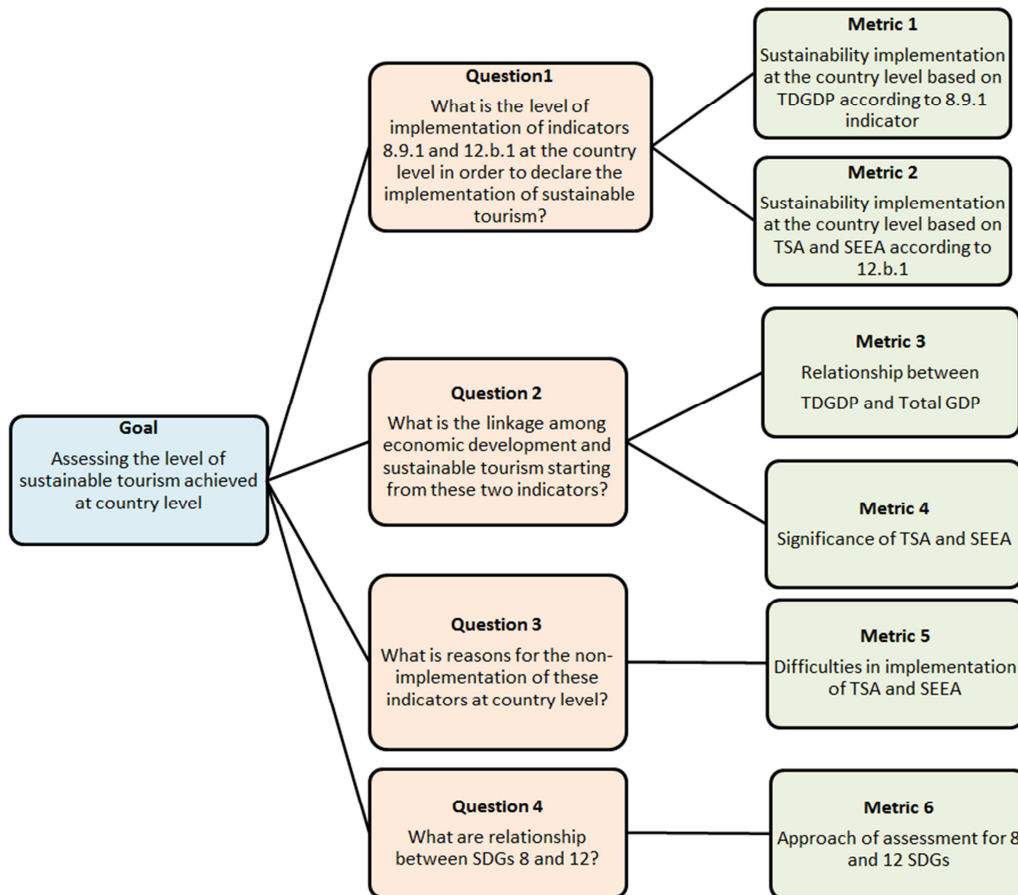 Goal
Assessing the level of
sustainable tourism achieved
at country level
Question1
What is the level of
implementation of indicators
8.9.1 and 12.b.1 at the country
level in order to declare the
implementation of sustainable
tourism?
Metric 1
Sustainability implementation
at the country level based on
TDGDP according to 8.9.1
indicator
Metric 2
Sustainability implementation
at the country level based on
TSA and SEEA according to
12.b.1
Question 2
What is the linkage among
economic development and
sustainable tourism starting
from these two indicators?
Metric 3
Relationship between
TDGDP and Total GDP
Metric 4
Significance of TSA and SEEA
Question 3
What is reasons for the non-
implementation of these
indicators at country level?
Metric 5
Difficulties in implementation
of TSA and SEEA
Question 4
What are relationship
between SDGs 8 and 12?
Metric 6
Approach of assessment for 8
and 12 SDGs